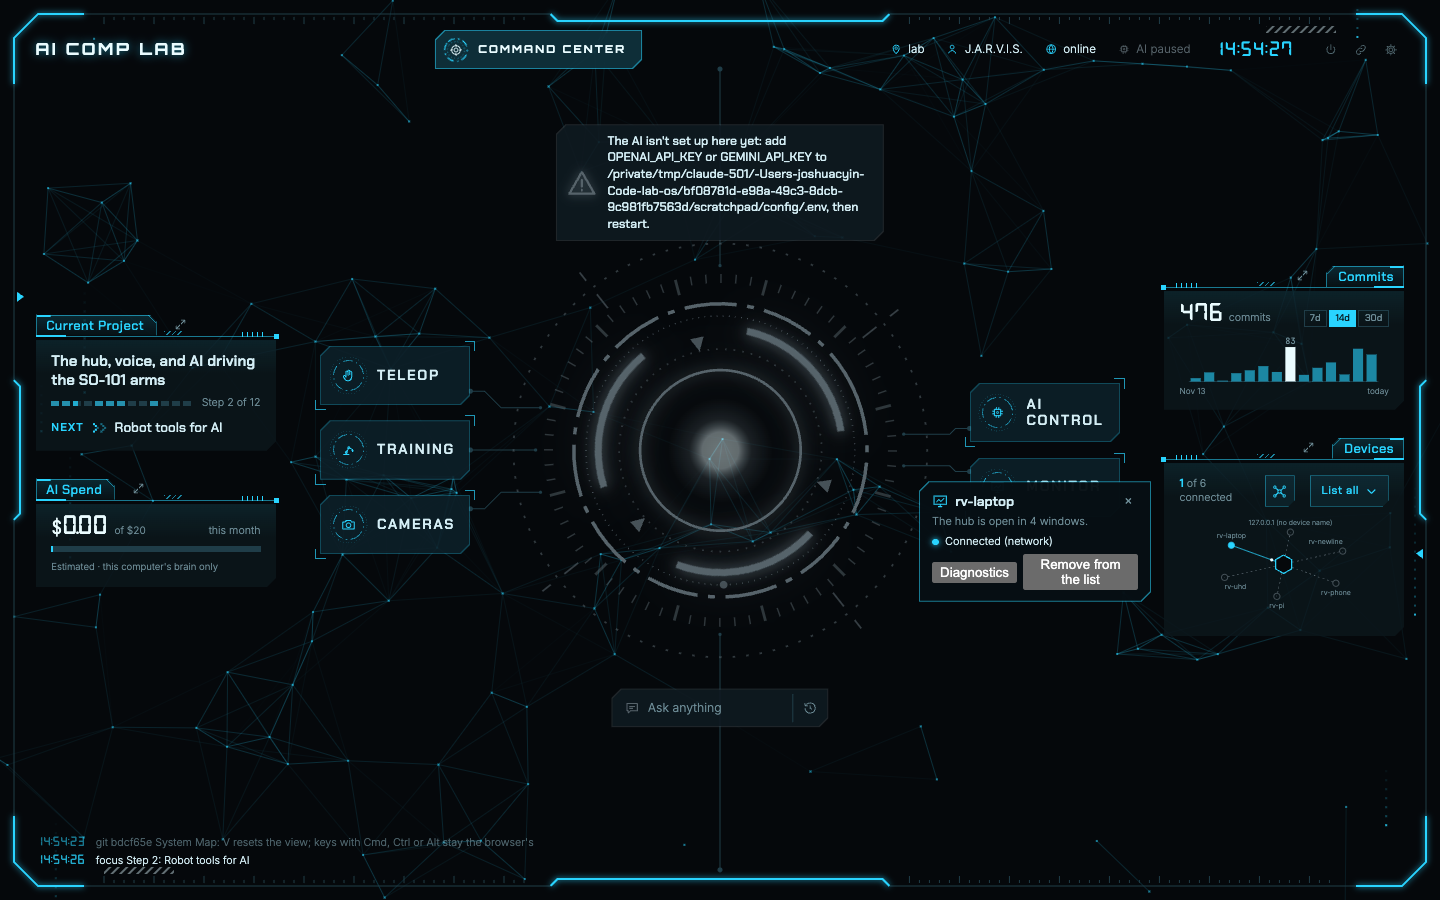 AI COMP LAB
COMMAND CENTER
lab
J.A.R.V.I.S.
online
AI paused
14:54:27
The AI isn't set up here yet: add
OPENAI_API_KEY or GEMINI_API_KEY to
/private/tmp/claude-501/-Users-joshuacyin-
Code-lab-os/bf08781d-e98a-49c3-8dcb-
9c981fb7563d/scratchpad/config/.env, then
restart.
Current Project
The hub, voice, and AI driving
the SO-101 arms
Step 2 of 12
NEXT Robot tools for AI
AI Spend
$0.00 of $20 this month
Estimated · this computer's brain only
TELEOP
TRAINING
CAMERAS
AI
CONTROL
MONITOR
rv-laptop ×
The hub is open in 4 windows.
Connected (network)
Diagnostics
Remove from
the list
Commits
476 commits
7d 14d 30d
83
Nov 13 today
Devices
1 of 6
connected
List all
127.0.0.1 (no device name)
rv-laptop
rv-newline
rv-uhd
rv-phone
rv-pi
Ask anything
14:54:23 git bdcf65e System Map: V resets the view; keys with Cmd, Ctrl or Alt stay the browser's
14:54:26 focus Step 2: Robot tools for AI